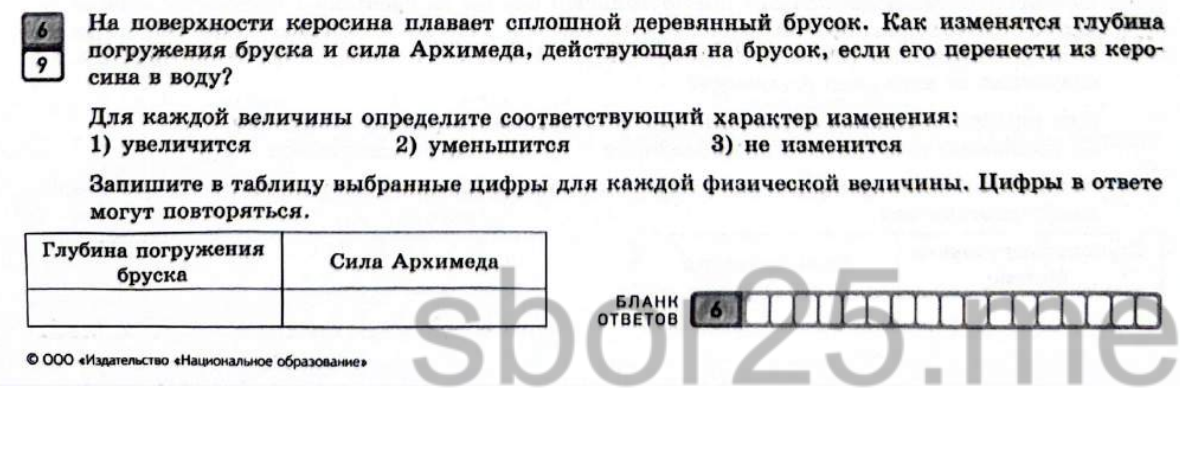 6
9
На поверхности керосина плавает сплошной деревянный брусок. Как изменятся глубина
погружения бруска и сила Архимеда, действующая на брусок, если его перенести из керо-
сина в воду?
Для каждой величины определите соответствующий характер изменения:
1) увеличится 2) уменьшится 3) не изменится
Запишите в таблицу выбранные цифры для каждой физической величины. Цифры в ответе
могут повторяться.
Глубина погружения
бруска
Сила Архимеда
БЛАНК
ОТВЕТОВ
6
© ООО «Издательство «Национальное образование»
sbor25.me